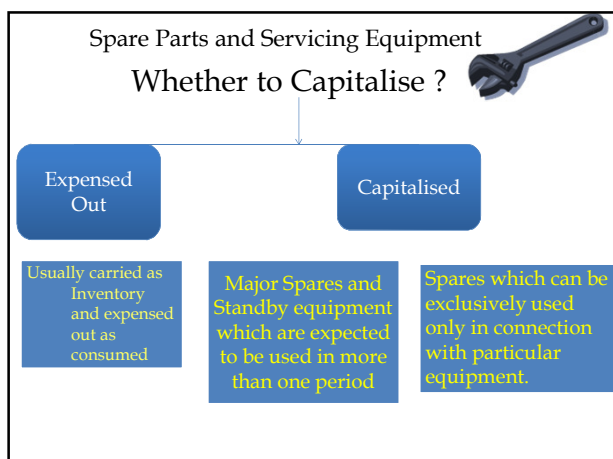 Spare Parts and Servicing Equipment
Whether to Capitalise ?
Expensed
Out
Capitalised
Usually carried as
Inventory
and expensed
out as
consumed
Major Spares and
Standby equipment
which are expected
to be used in more
than one period
Spares which can be
exclusively used
only in connection
with particular
equipment.